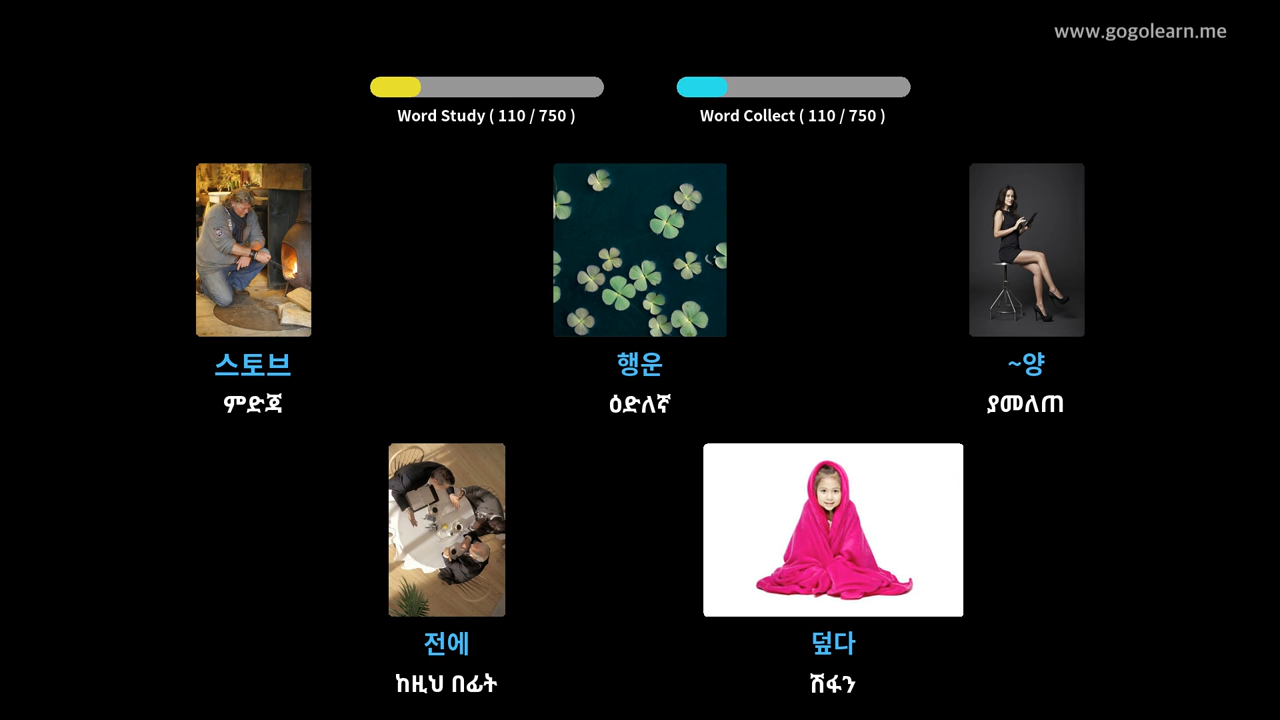 www.gogolearn.me
Word Study ( 110 / 750 )
Word Collect ( 110 / 750 )
스토브
ምድጃ
행운
ዕድለኛ
~양
ያመለጠ
전에
ከዚህ በፊት
덮다
ሽፋን